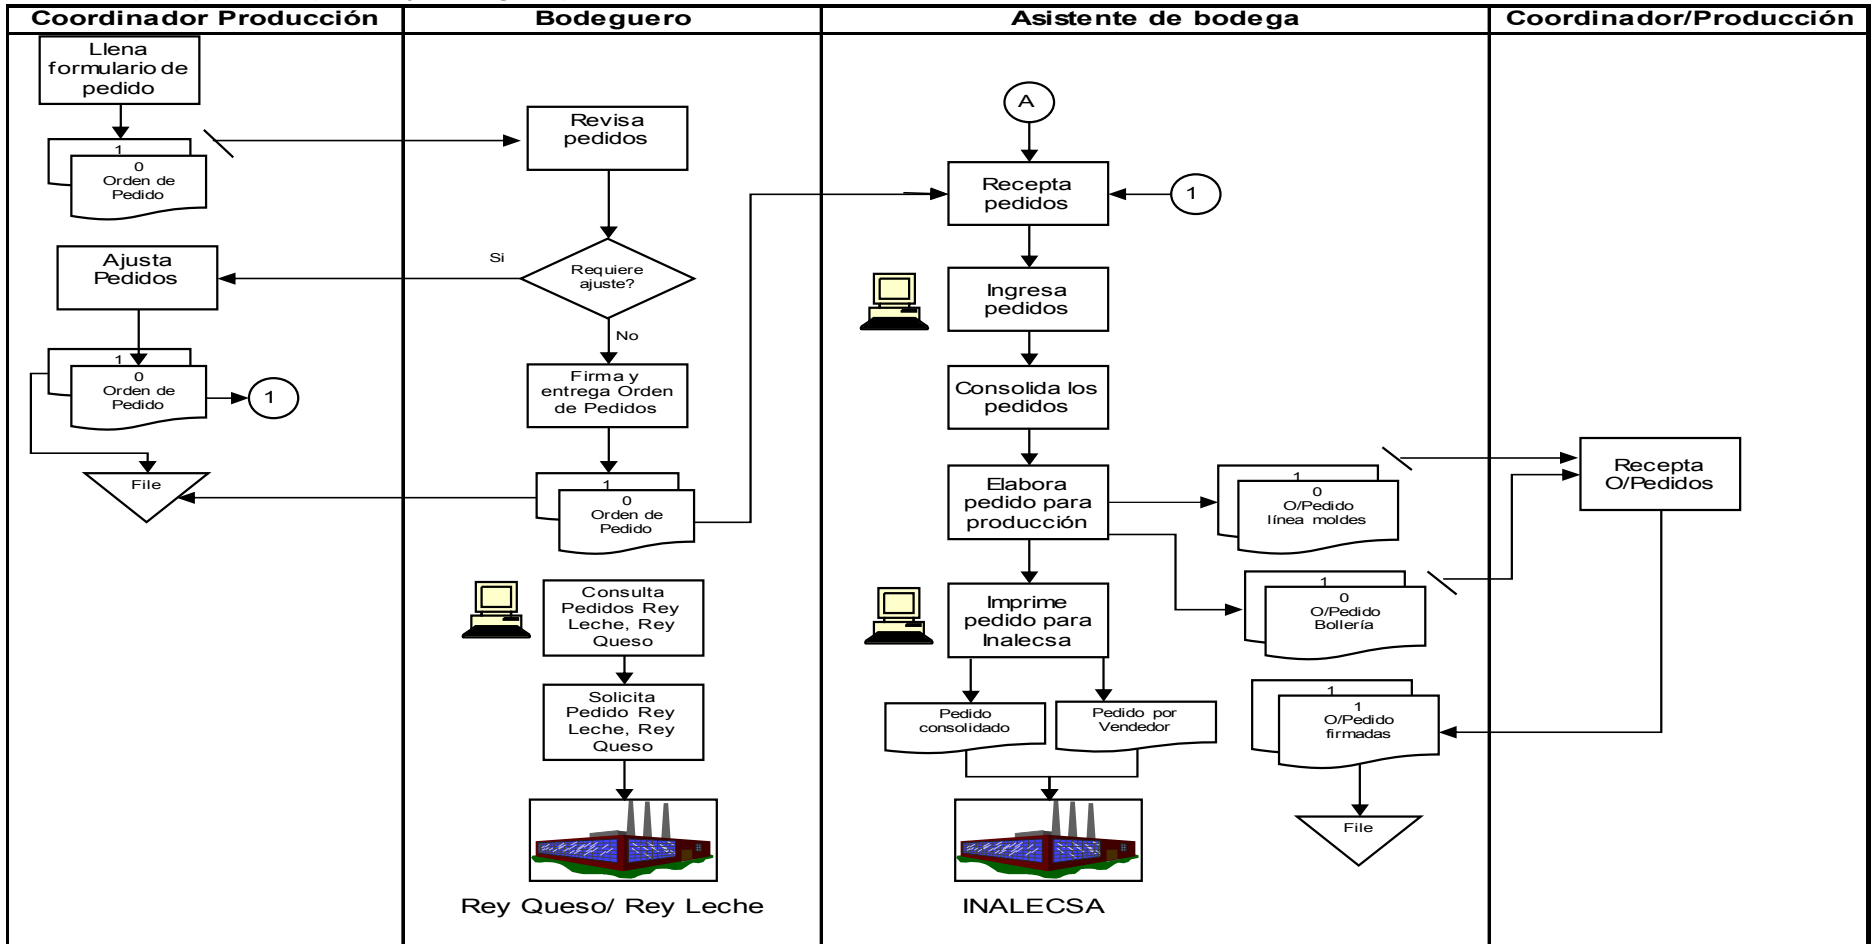 Coordinador Producción
Bodeguero
Asistente de bodega
Coordinador/Producción
Llena
formulario de
pedido
1
0
Orden de
Pedido
Ajusta
Pedidos
1
0
Orden de
Pedido
1
File
Revisa
pedidos
Requiere
ajuste?
Si
No
Firma y
entrega Orden
de Pedidos
1
0
Orden de
Pedido
Consulta
Pedidos Rey
Leche, Rey
Queso
Solicita
Pedido Rey
Leche, Rey
Queso
Rey Queso/ Rey Leche
A
Recepta
pedidos
1
Ingresa
pedidos
Consolida los
pedidos
Elabora
pedido para
producción
1
0
O/Pedido
línea moldes
1
0
O/Pedido
Bollería
Imprime
pedido para
Inalecsa
Pedido
consolidado
Pedido por
Vendedor
INALECSA
1
1
O/Pedido
firmadas
File
Recepta
O/Pedidos